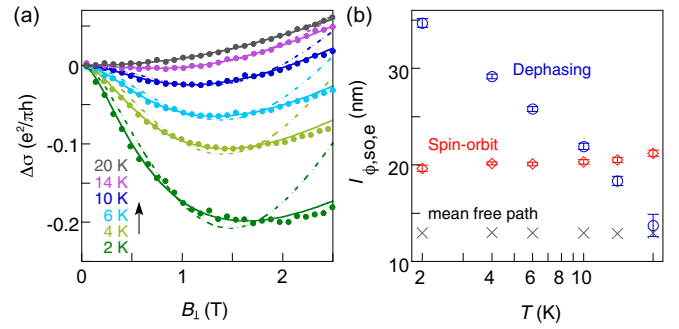 (a)
0
-0.1
-0.2
Δσ (e²/πh)
20 K
14 K
10 K
6 K
4 K
2 K
0
1
2
B⊥ (T)
(b)
30
20
10
lϕ,so,e (nm)
Dephasing
Spin-orbit
mean free path
2
4
6
8
10
T (K)